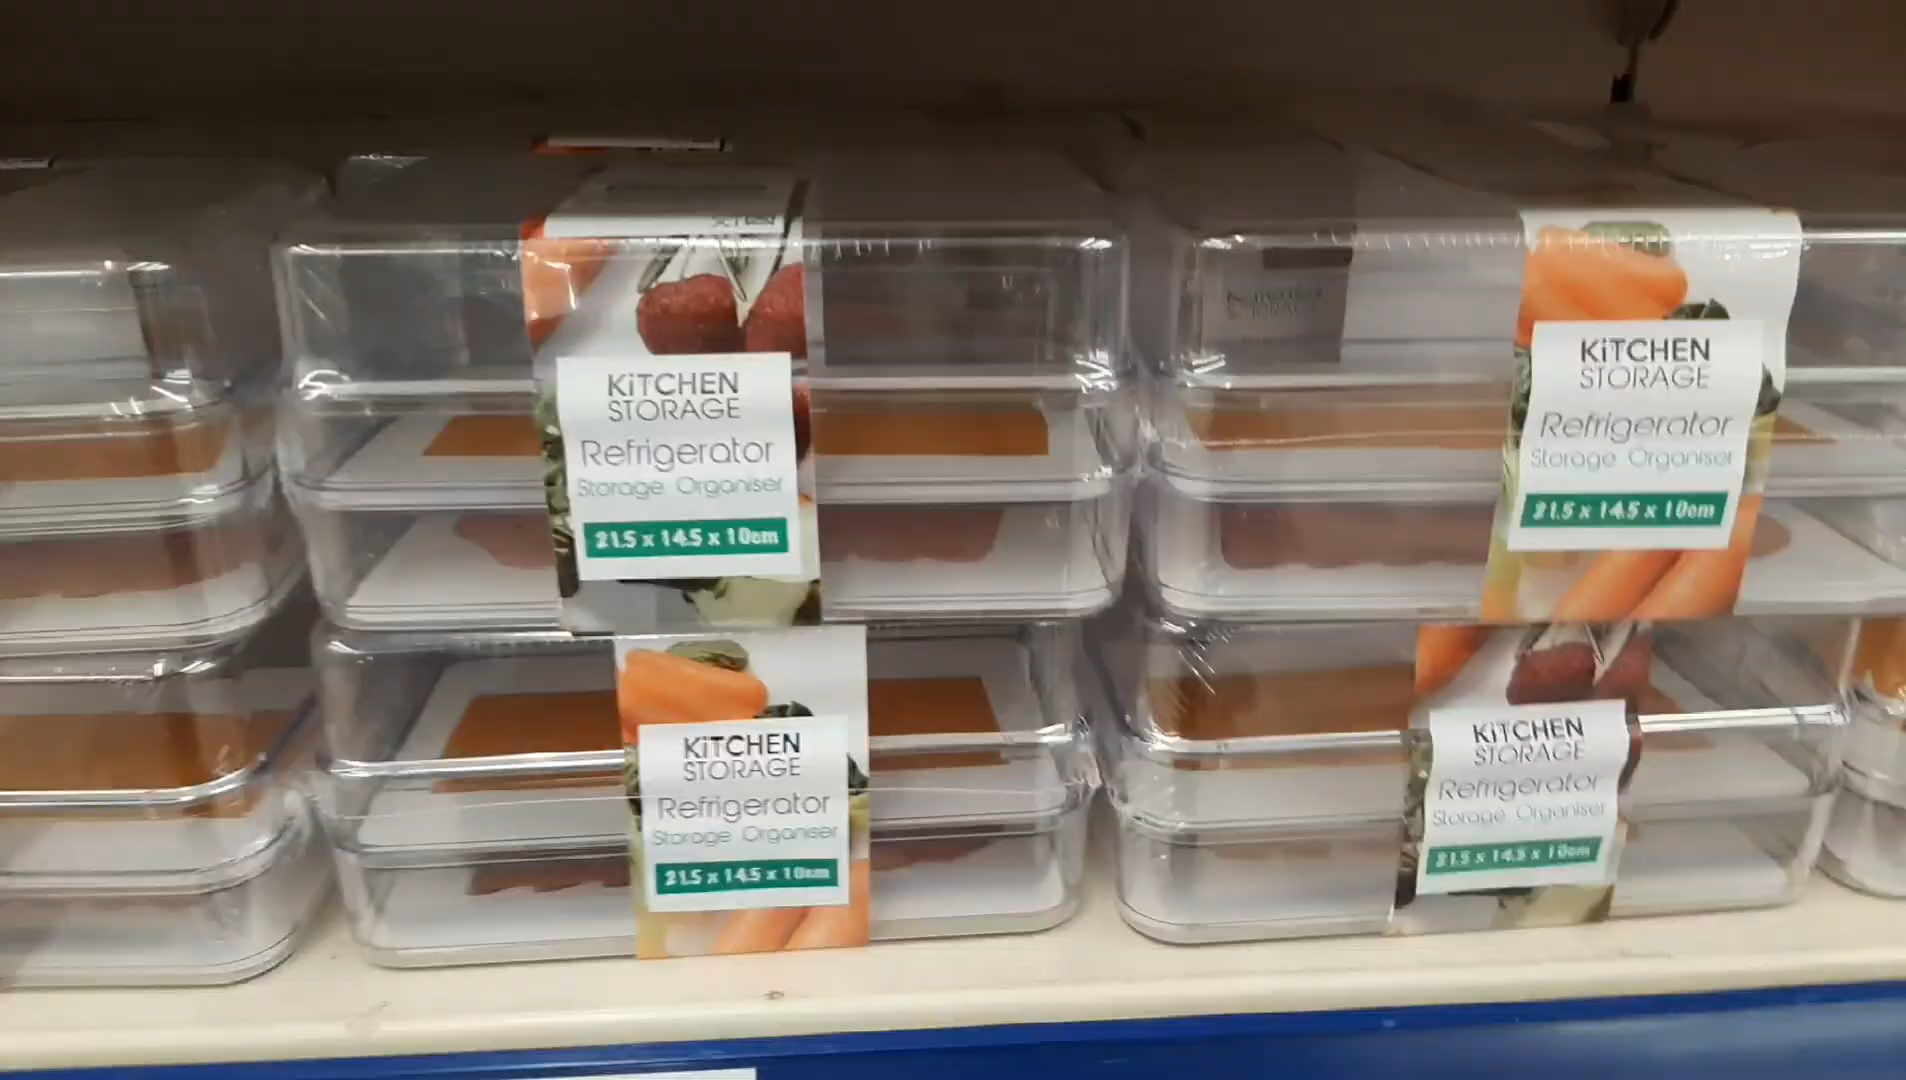 KiTCHEN
STORAGE
Refrigerator
Storage Organiser
21.5 x 14.5 x 10cm
KiTCHEN
STORAGE
Refrigerator
Storage Organiser
21.5 x 14.5 x 10cm
KiTCHEN
STORAGE
Refrigerator
Storage Organiser
21.5 x 14.5 x 10cm
KiTCHEN
STORAGE
Refrigerator
Storage Organiser
21.5 x 14.5 x 10cm